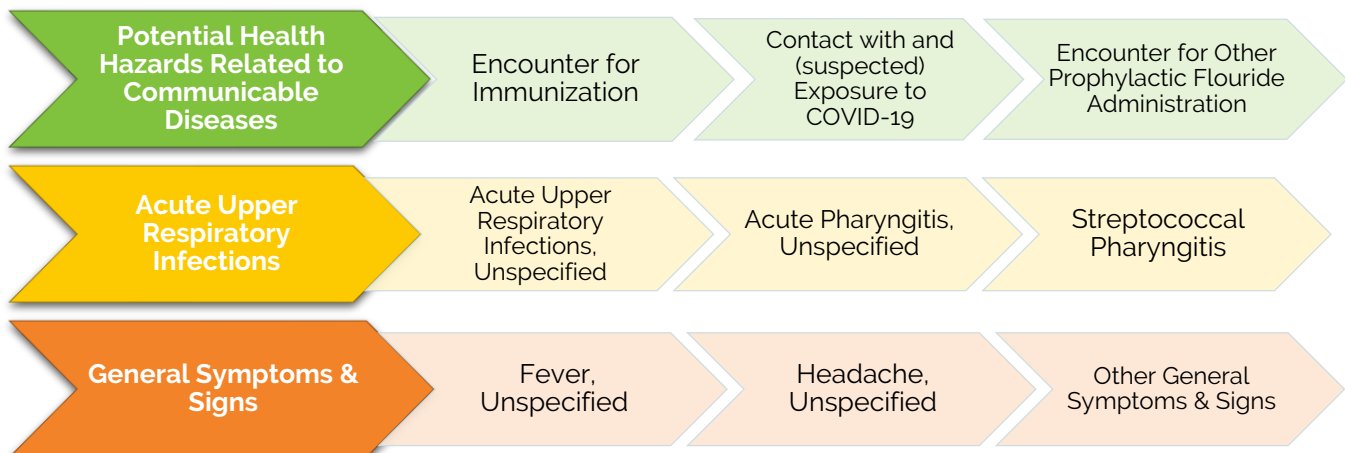 Potential Health
Hazards Related to
Communicable
Diseases
Encounter for
Immunization
Contact with and
(suspected)
Exposure to
COVID-19
Encounter for Other
Prophylactic Flouride
Administration
Acute Upper
Respiratory
Infections
Acute Upper
Respiratory
Infections,
Unspecified
Acute Pharyngitis,
Unspecified
Streptococcal
Pharyngitis
General Symptoms &
Signs
Fever,
Unspecified
Headache,
Unspecified
Other General
Symptoms & Signs